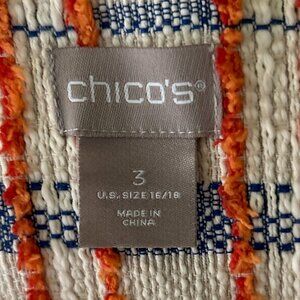 chico's®
3
U.S. SIZE 16/18
MADE IN
CHINA